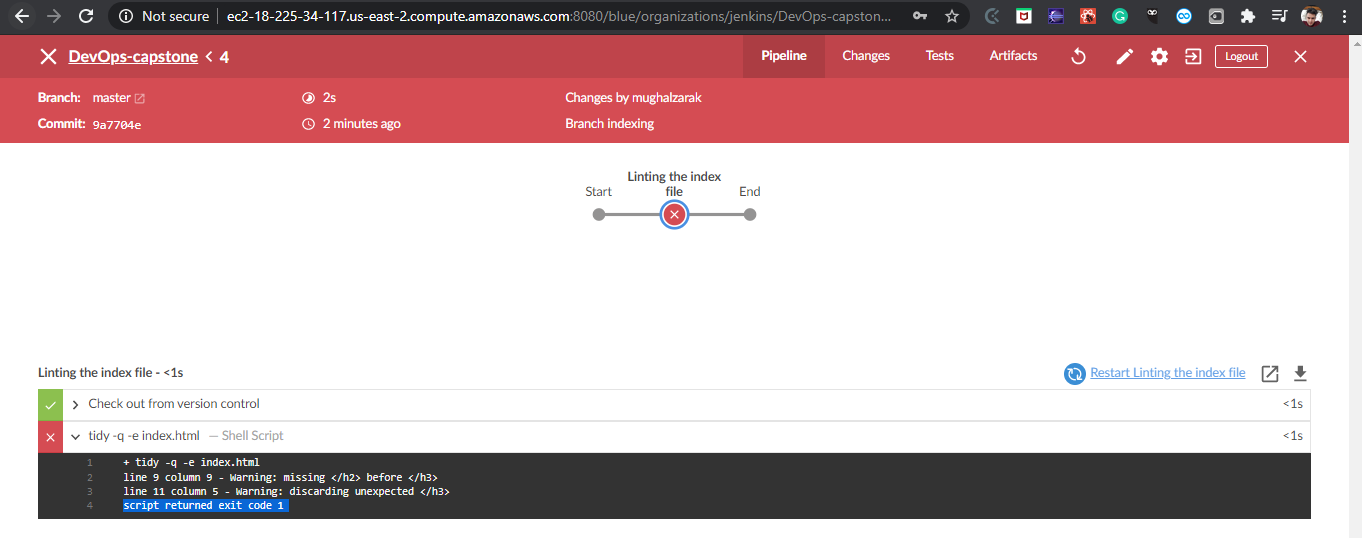 Not secure | ec2-18-225-34-117.us-east-2.compute.amazonaws.com:8080/blue/organizations/jenkins/DevOps-capston...
DevOps-capstone < 4 Pipeline Changes Tests Artifacts Logout
Branch: master 2s Changes by mughalzarak
Commit: 9a7704e 2 minutes ago Branch indexing
Linting the index
Start file End
Linting the index file - <1s Restart Linting the index file
Check out from version control <1s
tidy -q -e index.html — Shell Script <1s
1 + tidy -q -e index.html
2 line 9 column 9 - Warning: missing </h2> before </h3>
3 line 11 column 5 - Warning: discarding unexpected </h3>
4 script returned exit code 1